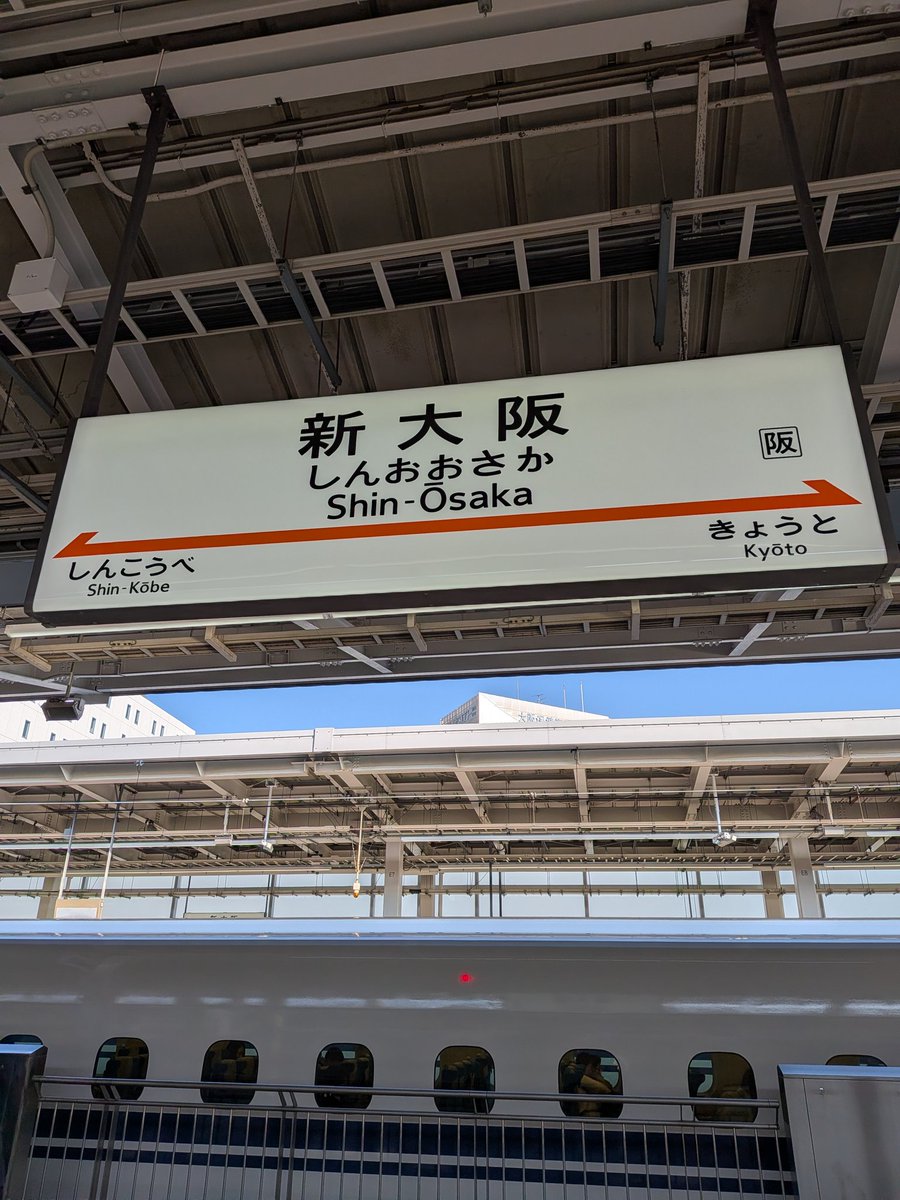 新大阪
しんおおさか
Shin-Ōsaka
阪
しんこうべ
Shin-Kōbe
きょうと
Kyōto